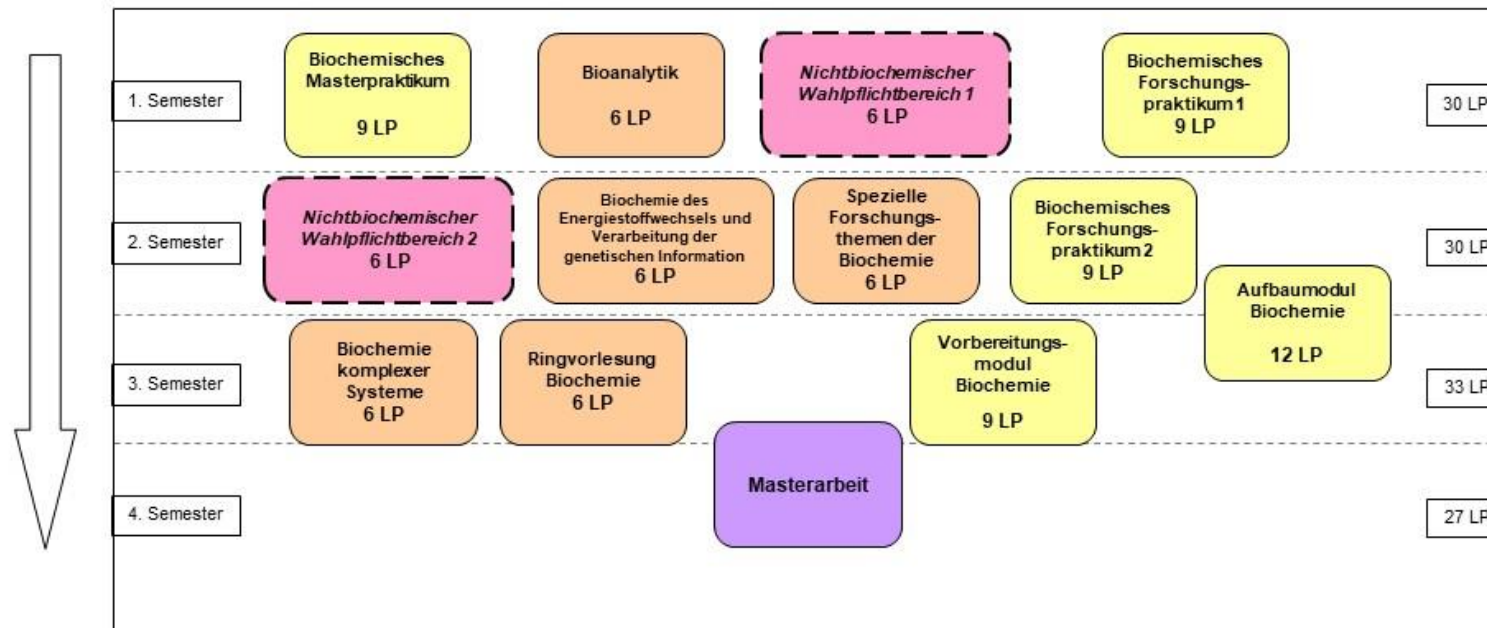 1. Semester
Biochemisches
Masterpraktikum
9 LP
Bioanalytik
6 LP
Nichtbiochemischer
Wahlpflichtbereich 1
6 LP
Biochemisches
Forschungs-
praktikum 1
9 LP
30 LP
2. Semester
Nichtbiochemischer
Wahlpflichtbereich 2
6 LP
Biochemie des
Energiestoffwechsels und
Verarbeitung der
genetischen Information
6 LP
Spezielle
Forschungs-
themen der
Biochemie
6 LP
Biochemisches
Forschungs-
praktikum 2
9 LP
Aufbaumodul
Biochemie
12 LP
30 LP
3. Semester
Biochemie
komplexer
Systeme
6 LP
Ringvorlesung
Biochemie
6 LP
Vorbereitungs-
modul
Biochemie
9 LP
33 LP
4. Semester
Masterarbeit
27 LP